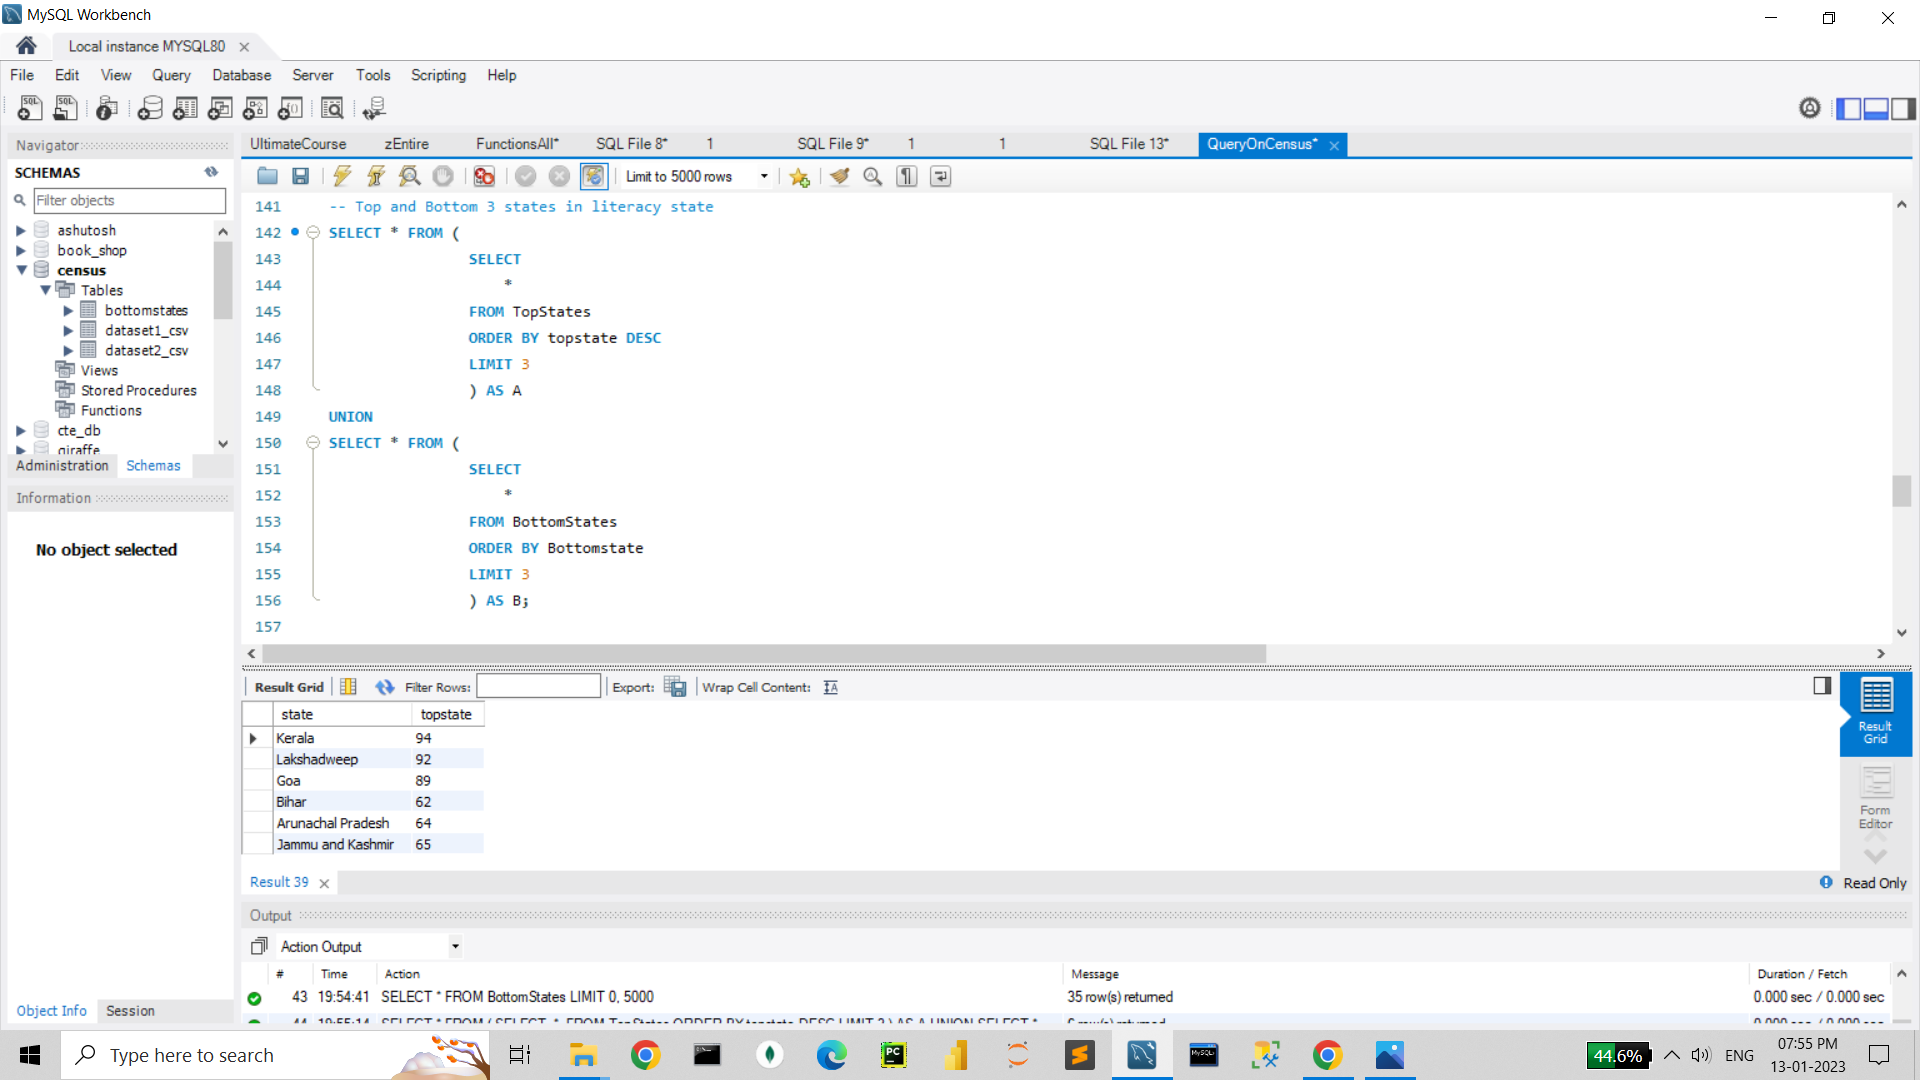 MySQL Workbench
Local instance MYSQL80
File Edit View Query Database Server Tools Scripting Help
Navigator
UltimateCourse zEntire FunctionsAll* SQL File 8* 1 SQL File 9* 1 1 SQL File 13* QueryOnCensus*
SCHEMAS
Filter objects
ashutosh
book_shop
census
Tables
bottomstates
dataset1_csv
dataset2_csv
Views
Stored Procedures
Functions
cte_db
giraffe
Administration Schemas
Information
No object selected
Object Info Session
Limit to 5000 rows
141 -- Top and Bottom 3 states in literacy state
142 SELECT * FROM (
143 SELECT
144 *
145 FROM TopStates
146 ORDER BY topstate DESC
147 LIMIT 3
148 ) AS A
149 UNION
150 SELECT * FROM (
151 SELECT
152 *
153 FROM BottomStates
154 ORDER BY Bottomstate
155 LIMIT 3
156 ) AS B;
157
Result Grid Filter Rows: Export: Wrap Cell Content:
state topstate
Kerala 94
Lakshadweep 92
Goa 89
Bihar 62
Arunachal Pradesh 64
Jammu and Kashmir 65
Result Grid
Form Editor
Result 39 Read Only
Output
Action Output
# Time Action Message Duration / Fetch
43 19:54:41 SELECT * FROM BottomStates LIMIT 0, 5000 35 row(s) returned 0.000 sec / 0.000 sec
44 19:55:14 SELECT * FROM ( SELECT * FROM TopStates ORDER BY topstate DESC LIMIT 3 ) AS A UNION SELECT * 6 row(s) returned 0.000 sec / 0.000 sec
Type here to search
44.6% ENG 07:55 PM
13-01-2023